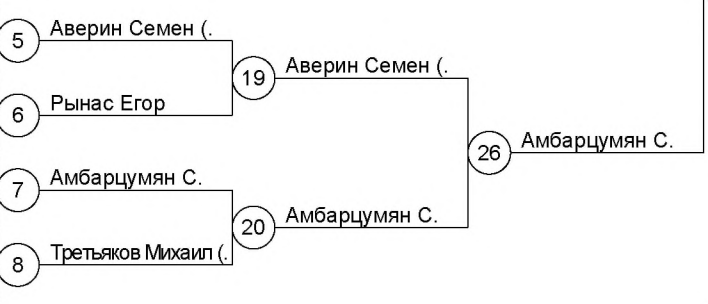 5 Аверин Семен (.
19 Аверин Семен (.
6 Рынас Егор
26 Амбарцумян С.
7 Амбарцумян С.
20 Амбарцумян С.
8 Третьяков Михаил (.